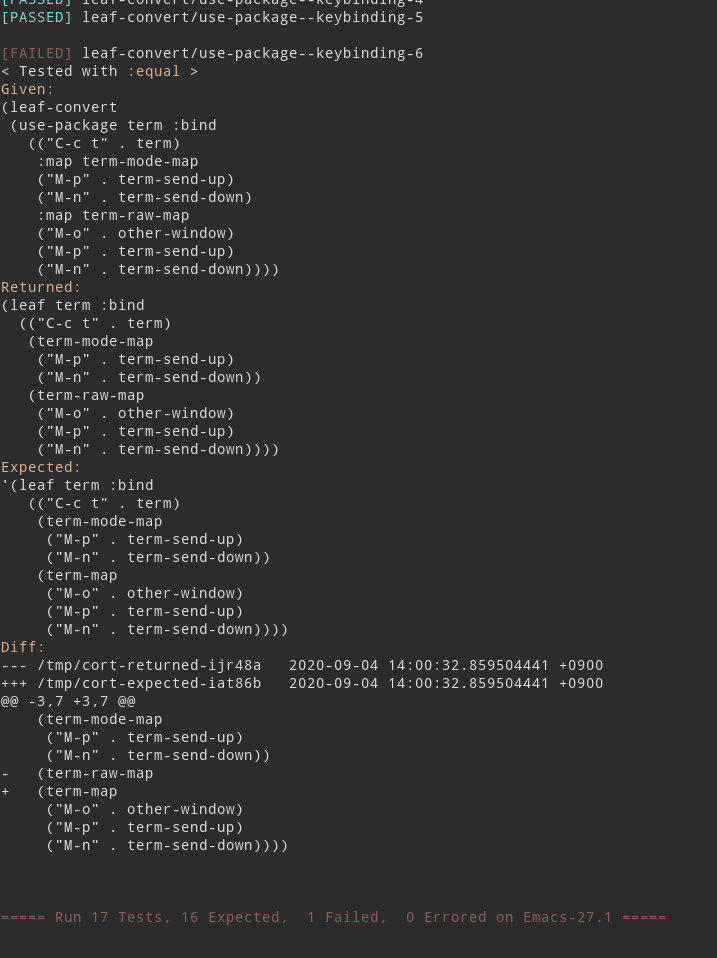 [PASSED] leaf-convert/use-package--keybinding-4
[PASSED] leaf-convert/use-package--keybinding-5
[FAILED] leaf-convert/use-package--keybinding-6
< Tested with :equal >
Given:
(leaf-convert
 (use-package term :bind
   (("C-c t" . term)
    :map term-mode-map
    ("M-p" . term-send-up)
    ("M-n" . term-send-down)
    :map term-raw-map
    ("M-o" . other-window)
    ("M-p" . term-send-up)
    ("M-n" . term-send-down))))
Returned:
(leaf term :bind
  (("C-c t" . term)
   (term-mode-map
    ("M-p" . term-send-up)
    ("M-n" . term-send-down))
   (term-raw-map
    ("M-o" . other-window)
    ("M-p" . term-send-up)
    ("M-n" . term-send-down))))
Expected:
'(leaf term :bind
   (("C-c t" . term)
    (term-mode-map
     ("M-p" . term-send-up)
     ("M-n" . term-send-down))
    (term-map
     ("M-o" . other-window)
     ("M-p" . term-send-up)
     ("M-n" . term-send-down))))
Diff:
--- /tmp/cort-returned-ijr48a   2020-09-04 14:00:32.859504441 +0900
+++ /tmp/cort-expected-iat86b   2020-09-04 14:00:32.859504441 +0900
@@ -3,7 +3,7 @@
    (term-mode-map
     ("M-p" . term-send-up)
     ("M-n" . term-send-down))
-   (term-raw-map
+   (term-map
     ("M-o" . other-window)
     ("M-p" . term-send-up)
     ("M-n" . term-send-down))))
===== Run 17 Tests, 16 Expected,  1 Failed,  0 Errored on Emacs-27.1 =====